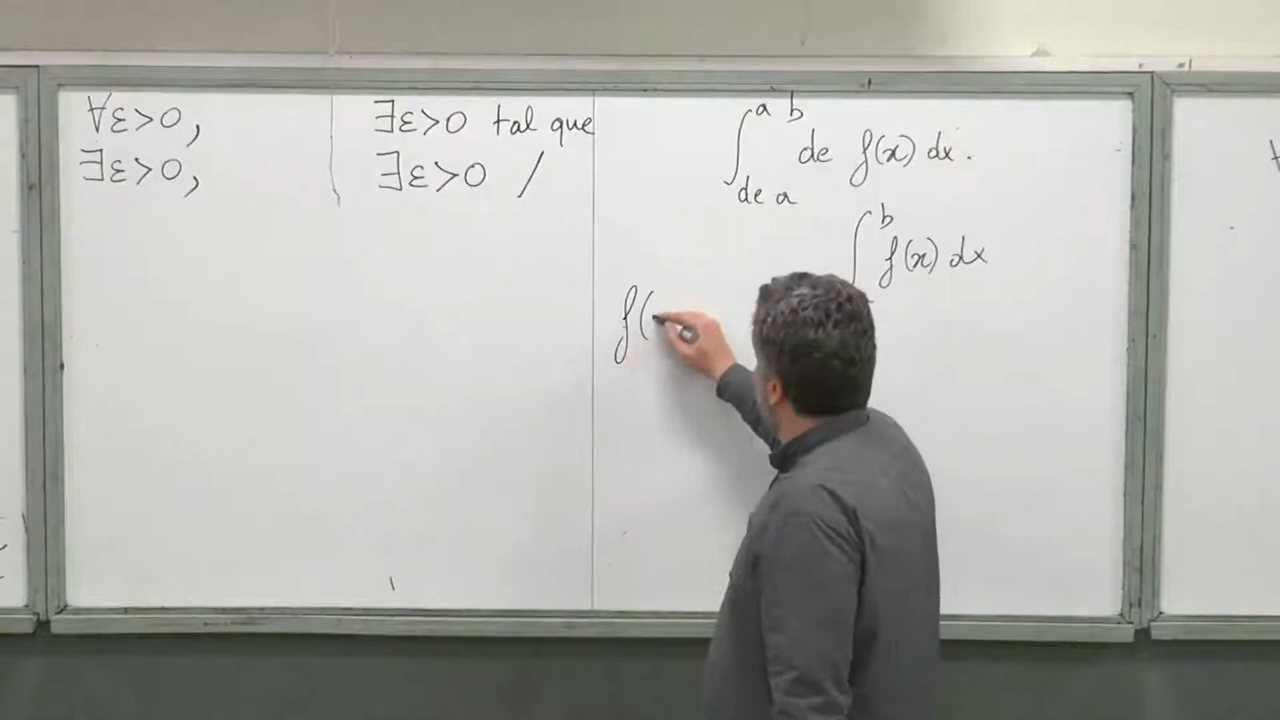 ∀ε>0,
∃ε>0,
∃ε>0 tal que
∃ε>0 /
∫ a b de f(x) dx.
de a
∫ b f(x) dx
f(